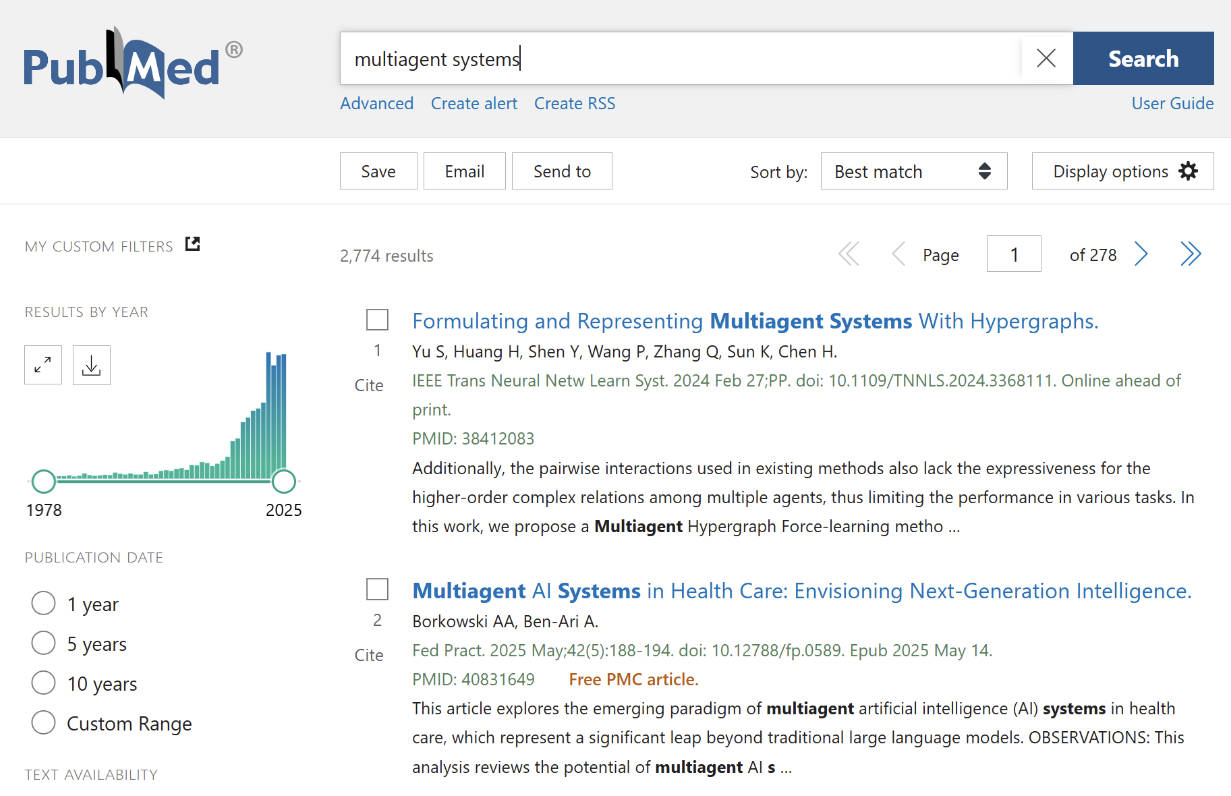 PubMed®
multiagent systems
Search
Advanced Create alert Create RSS
User Guide
Save Email Send to
Sort by: Best match
Display options
MY CUSTOM FILTERS
2,774 results
Page 1 of 278
RESULTS BY YEAR
1978 2025
PUBLICATION DATE
1 year
5 years
10 years
Custom Range
TEXT AVAILABILITY
Formulating and Representing Multiagent Systems With Hypergraphs.
1
Cite
Yu S, Huang H, Shen Y, Wang P, Zhang Q, Sun K, Chen H.
IEEE Trans Neural Netw Learn Syst. 2024 Feb 27;PP. doi: 10.1109/TNNLS.2024.3368111. Online ahead of
print.
PMID: 38412083
Additionally, the pairwise interactions used in existing methods also lack the expressiveness for the
higher-order complex relations among multiple agents, thus limiting the performance in various tasks. In
this work, we propose a Multiagent Hypergraph Force-learning metho ...
Multiagent AI Systems in Health Care: Envisioning Next-Generation Intelligence.
2
Cite
Borkowski AA, Ben-Ari A.
Fed Pract. 2025 May;42(5):188-194. doi: 10.12788/fp.0589. Epub 2025 May 14.
PMID: 40831649 Free PMC article.
This article explores the emerging paradigm of multiagent artificial intelligence (AI) systems in health
care, which represent a significant leap beyond traditional large language models. OBSERVATIONS: This
analysis reviews the potential of multiagent AI s ...